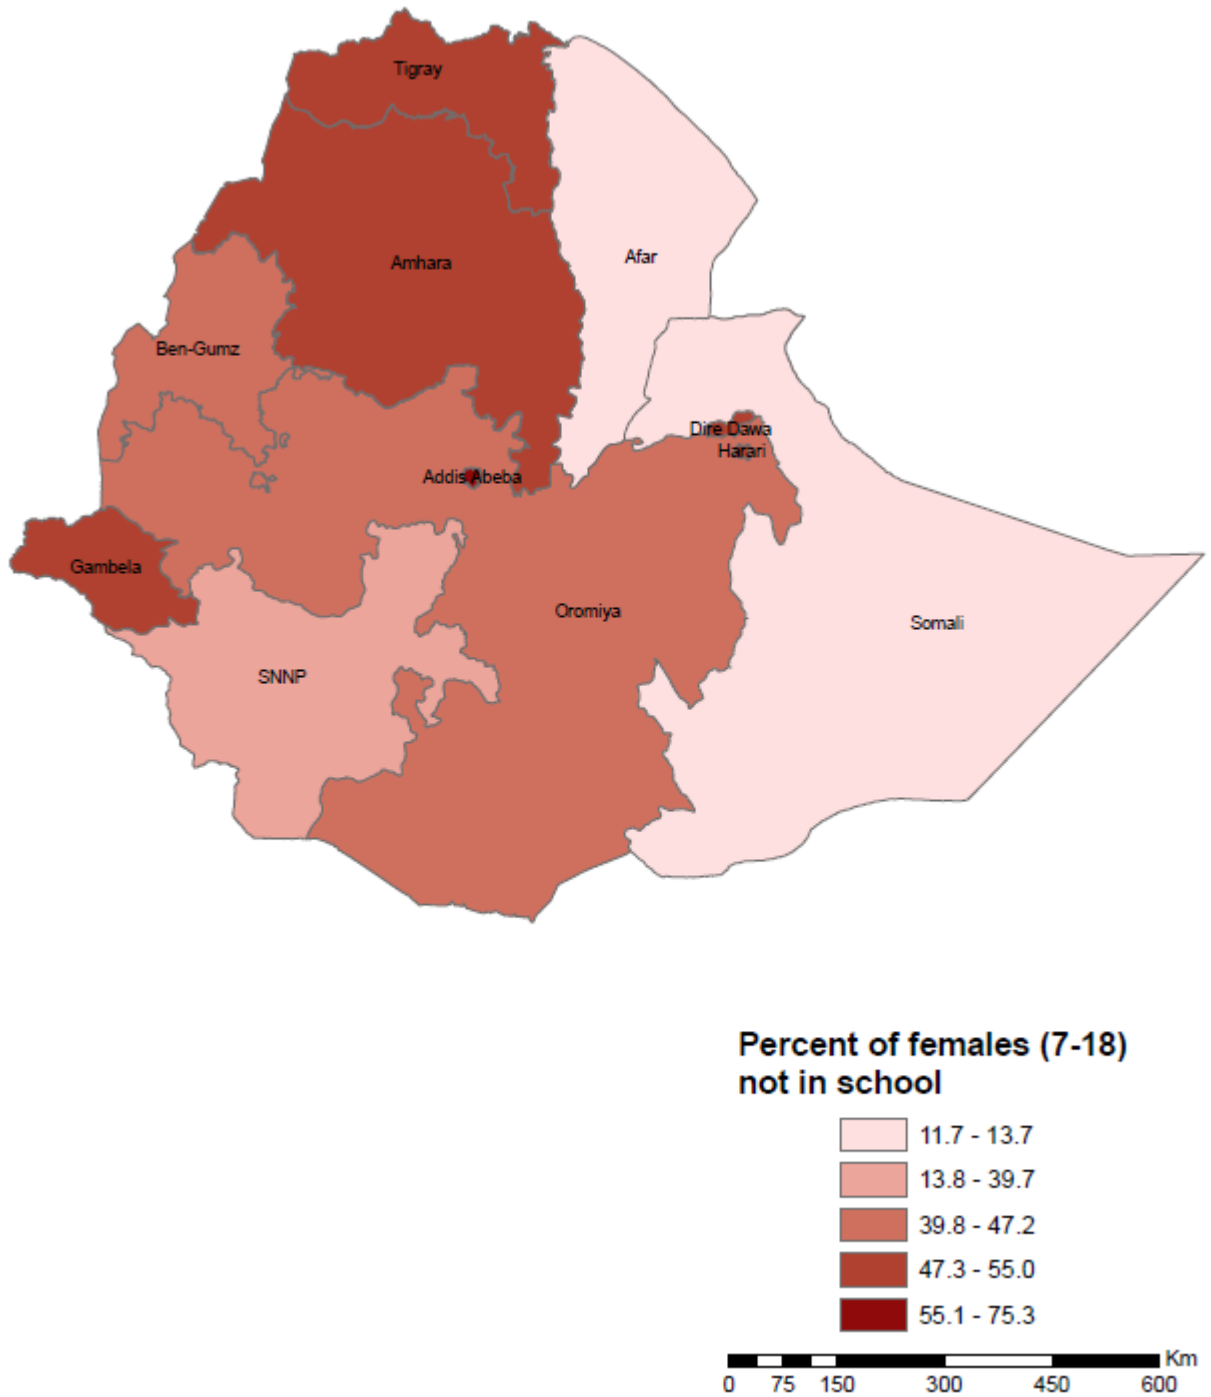 Tigray
Afar
Amhara
Ben-Gumz
Dire Dawa
Harari
Addis Abeba
Gambela
Oromiya
Somali
SNNP
Percent of females (7-18)
not in school
11.7 - 13.7
13.8 - 39.7
39.8 - 47.2
47.3 - 55.0
55.1 - 75.3
Km
0 75 150 300 450 600